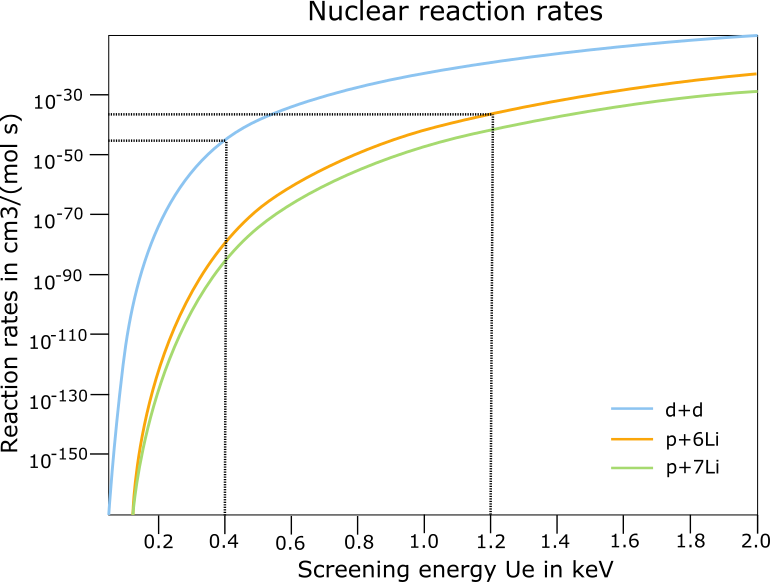 Nuclear reaction rates
Reaction rates in cm3/(mol s)
10-30
10-50
10-70
10-90
10-110
10-130
10-150
d+d
p+6Li
p+7Li
0.2 0.4 0.6 0.8 1.0 1.2 1.4 1.6 1.8 2.0
Screening energy Ue in keV